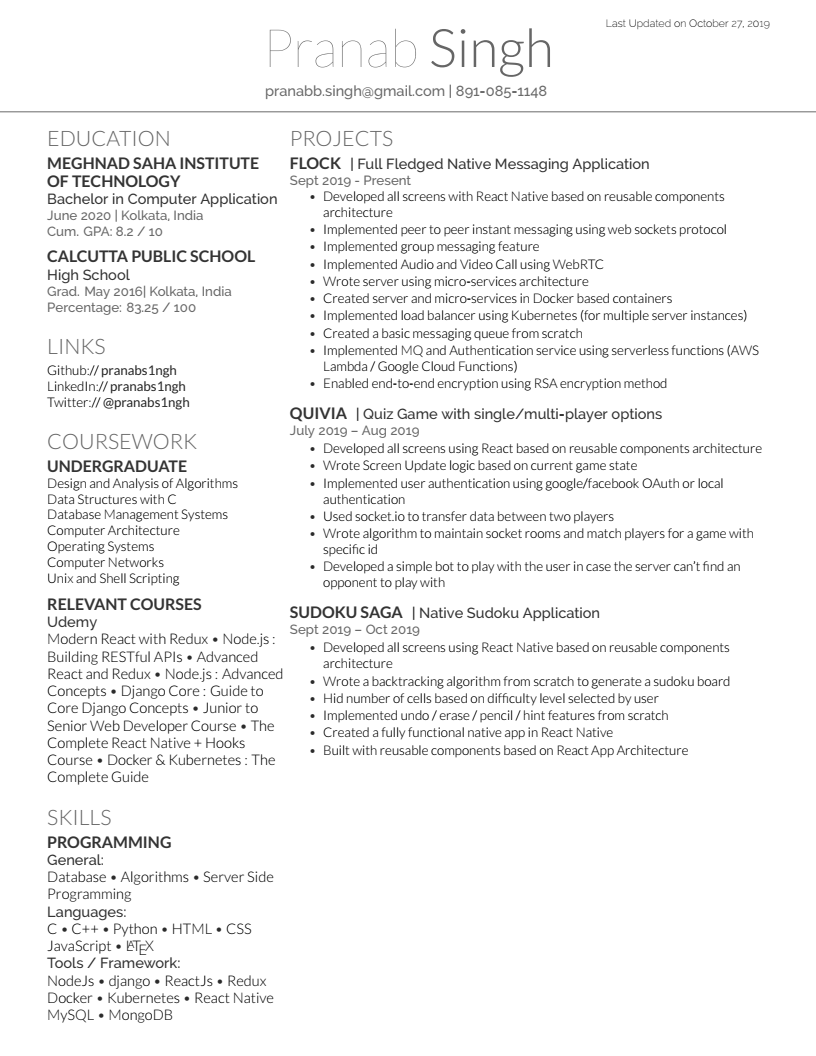 Last Updated on October 27, 2019
Pranab Singh
pranabb.singh@gmail.com | 891-085-1148
EDUCATION
MEGHNAD SAHA INSTITUTE
OF TECHNOLOGY
Bachelor in Computer Application
June 2020 | Kolkata, India
Cum. GPA: 8.2 / 10
CALCUTTA PUBLIC SCHOOL
High School
Grad. May 2016| Kolkata, India
Percentage: 83.25 / 100
LINKS
Github:// pranabs1ngh
LinkedIn:// pranabs1ngh
Twitter:// @pranabs1ngh
COURSEWORK
UNDERGRADUATE
Design and Analysis of Algorithms
Data Structures with C
Database Management Systems
Computer Architecture
Operating Systems
Computer Networks
Unix and Shell Scripting
RELEVANT COURSES
Udemy
Modern React with Redux • Node.js :
Building RESTful APIs • Advanced
React and Redux • Node.js : Advanced
Concepts • Django Core : Guide to
Core Django Concepts • Junior to
Senior Web Developer Course • The
Complete React Native + Hooks
Course • Docker & Kubernetes : The
Complete Guide
SKILLS
PROGRAMMING
General:
Database • Algorithms • Server Side
Programming
Languages:
C • C++ • Python • HTML • CSS
JavaScript • LATEX
Tools / Framework:
NodeJs • django • ReactJs • Redux
Docker • Kubernetes • React Native
MySQL • MongoDB
PROJECTS
FLOCK | Full Fledged Native Messaging Application
Sept 2019 - Present
• Developed all screens with React Native based on reusable components
architecture
• Implemented peer to peer instant messaging using web sockets protocol
• Implemented group messaging feature
• Implemented Audio and Video Call using WebRTC
• Wrote server using micro-services architecture
• Created server and micro-services in Docker based containers
• Implemented load balancer using Kubernetes (for multiple server instances)
• Created a basic messaging queue from scratch
• Implemented MQ and Authentication service using serverless functions (AWS
Lambda / Google Cloud Functions)
• Enabled end-to-end encryption using RSA encryption method
QUIVIA | Quiz Game with single/multi-player options
July 2019 – Aug 2019
• Developed all screens using React based on reusable components architecture
• Wrote Screen Update logic based on current game state
• Implemented user authentication using google/facebook OAuth or local
authentication
• Used socket.io to transfer data between two players
• Wrote algorithm to maintain socket rooms and match players for a game with
specific id
• Developed a simple bot to play with the user in case the server can't find an
opponent to play with
SUDOKU SAGA | Native Sudoku Application
Sept 2019 – Oct 2019
• Developed all screens using React Native based on reusable components
architecture
• Wrote a backtracking algorithm from scratch to generate a sudoku board
• Hid number of cells based on difficulty level selected by user
• Implemented undo / erase / pencil / hint features from scratch
• Created a fully functional native app in React Native
• Built with reusable components based on React App Architecture